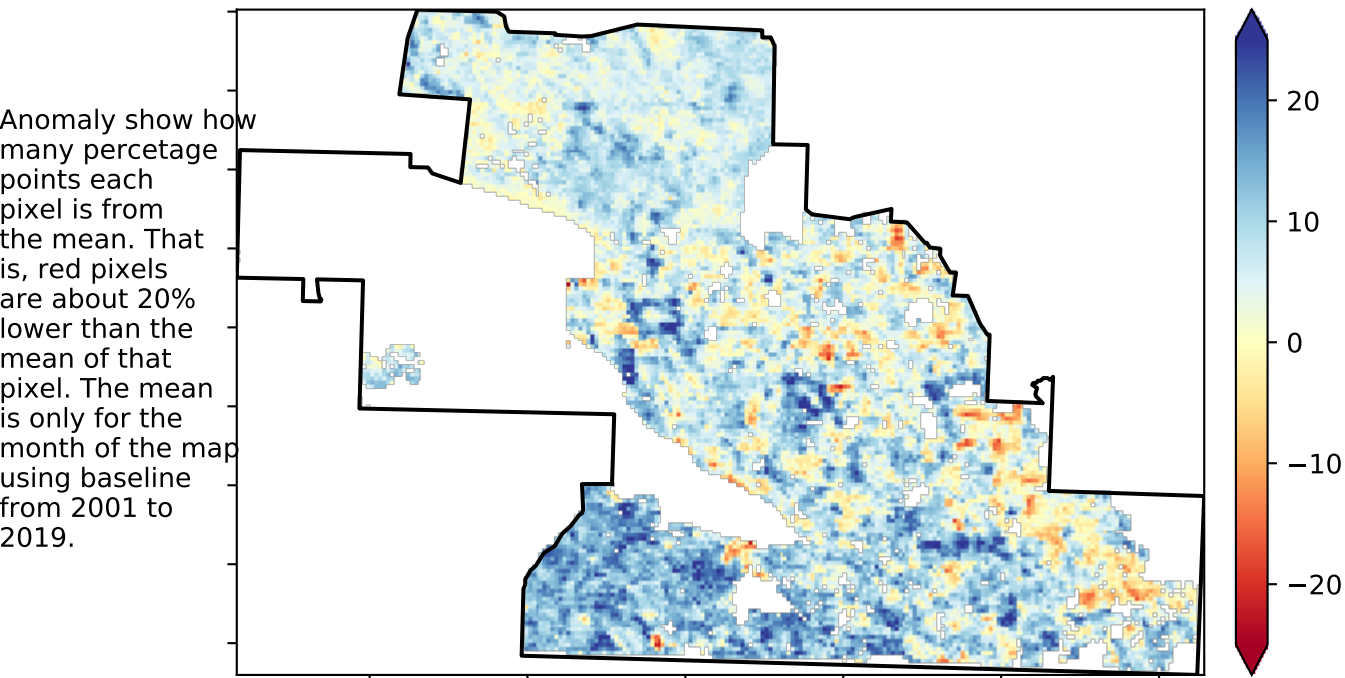 Anomaly show how
many percetage
points each
pixel is from
the mean. That
is, red pixels
are about 20%
lower than the
mean of that
pixel. The mean
is only for the
month of the map
using baseline
from 2001 to
2019.
20
10
0
−10
−20